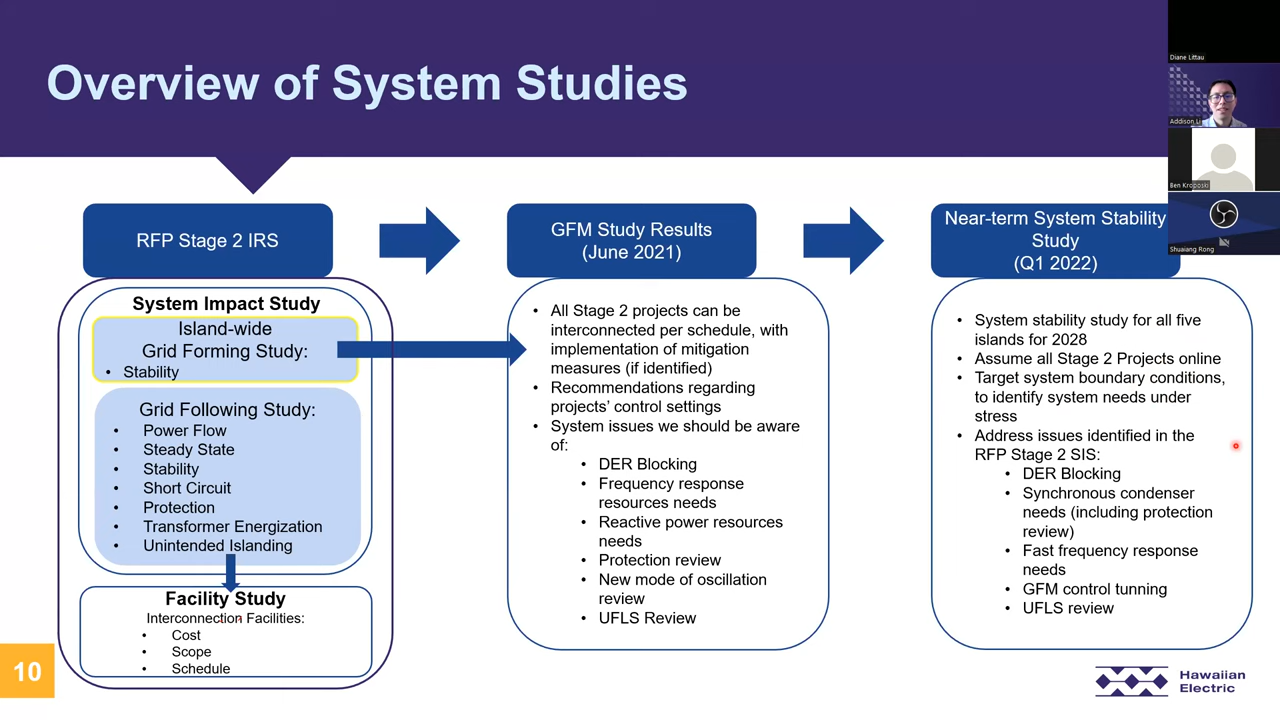 Overview of System Studies
Diane Littau
Addison Li
Ben Kroposki
Shuaiang Rong
RFP Stage 2 IRS
System Impact Study
Island-wide
Grid Forming Study:
• Stability
Grid Following Study:
• Power Flow
• Steady State
• Stability
• Short Circuit
• Protection
• Transformer Energization
• Unintended Islanding
Facility Study
Interconnection Facilities:
• Cost
• Scope
• Schedule
GFM Study Results
(June 2021)
• All Stage 2 projects can be
interconnected per schedule, with
implementation of mitigation
measures (if identified)
• Recommendations regarding
projects' control settings
• System issues we should be aware
of:
• DER Blocking
• Frequency response
resources needs
• Reactive power resources
needs
• Protection review
• New mode of oscillation
review
• UFLS Review
Near-term System Stability
Study
(Q1 2022)
• System stability study for all five
islands for 2028
• Assume all Stage 2 Projects online
• Target system boundary conditions,
to identify system needs under
stress
• Address issues identified in the
RFP Stage 2 SIS:
• DER Blocking
• Synchronous condenser
needs (including protection
review)
• Fast frequency response
needs
• GFM control tunning
• UFLS review
10
Hawaiian
Electric